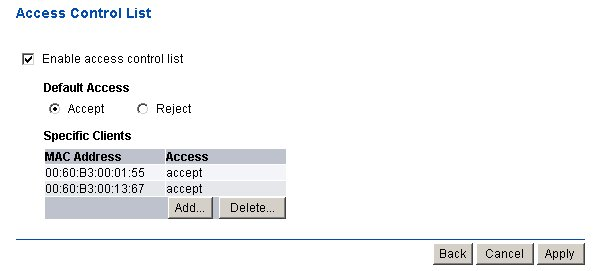 Access Control List
Enable access control list
Default Access
Accept Reject
Specific Clients
MAC Address Access
00:60:B3:00:01:55 accept
00:60:B3:00:13:67 accept
Add... Delete...
Back Cancel Apply